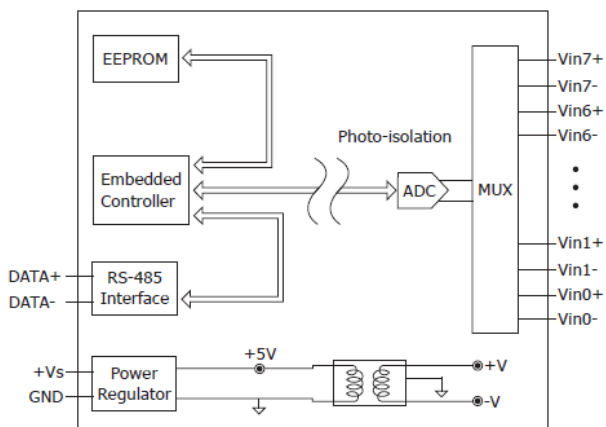 EEPROM
Vin7+
Vin7-
Vin6+
Vin6-
Photo-isolation
Embedded
Controller
ADC
MUX
Vin1+
Vin1-
Vin0+
Vin0-
DATA+
DATA-
RS-485
Interface
+Vs
GND
Power
Regulator
+5V
+V
-V